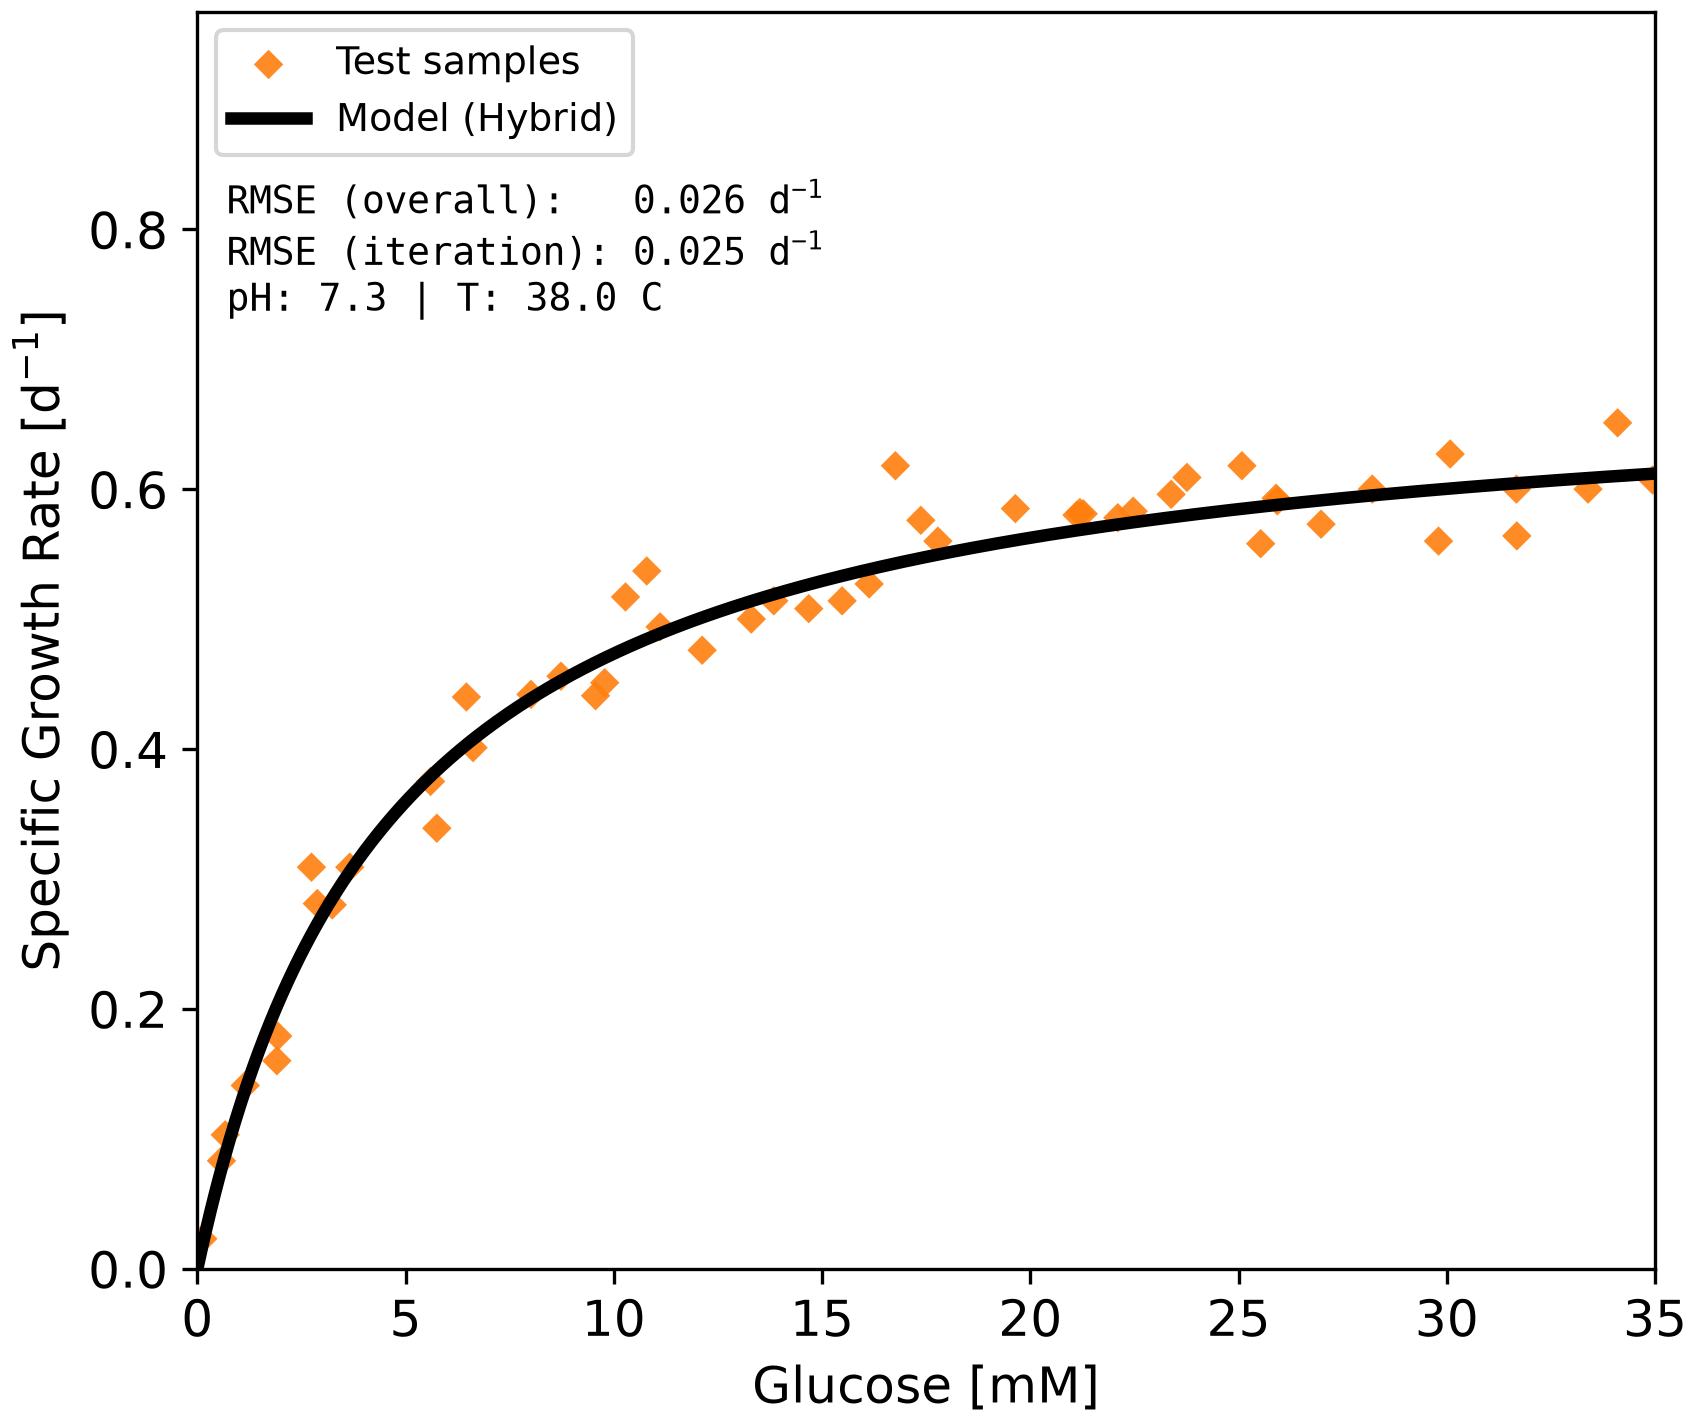 Test samples
Model (Hybrid)
RMSE (overall):   0.026 d⁻¹
RMSE (iteration): 0.025 d⁻¹
pH: 7.3 | T: 38.0 C
Specific Growth Rate [d⁻¹]
0.8
0.6
0.4
0.2
0.0
0 5 10 15 20 25 30 35
Glucose [mM]